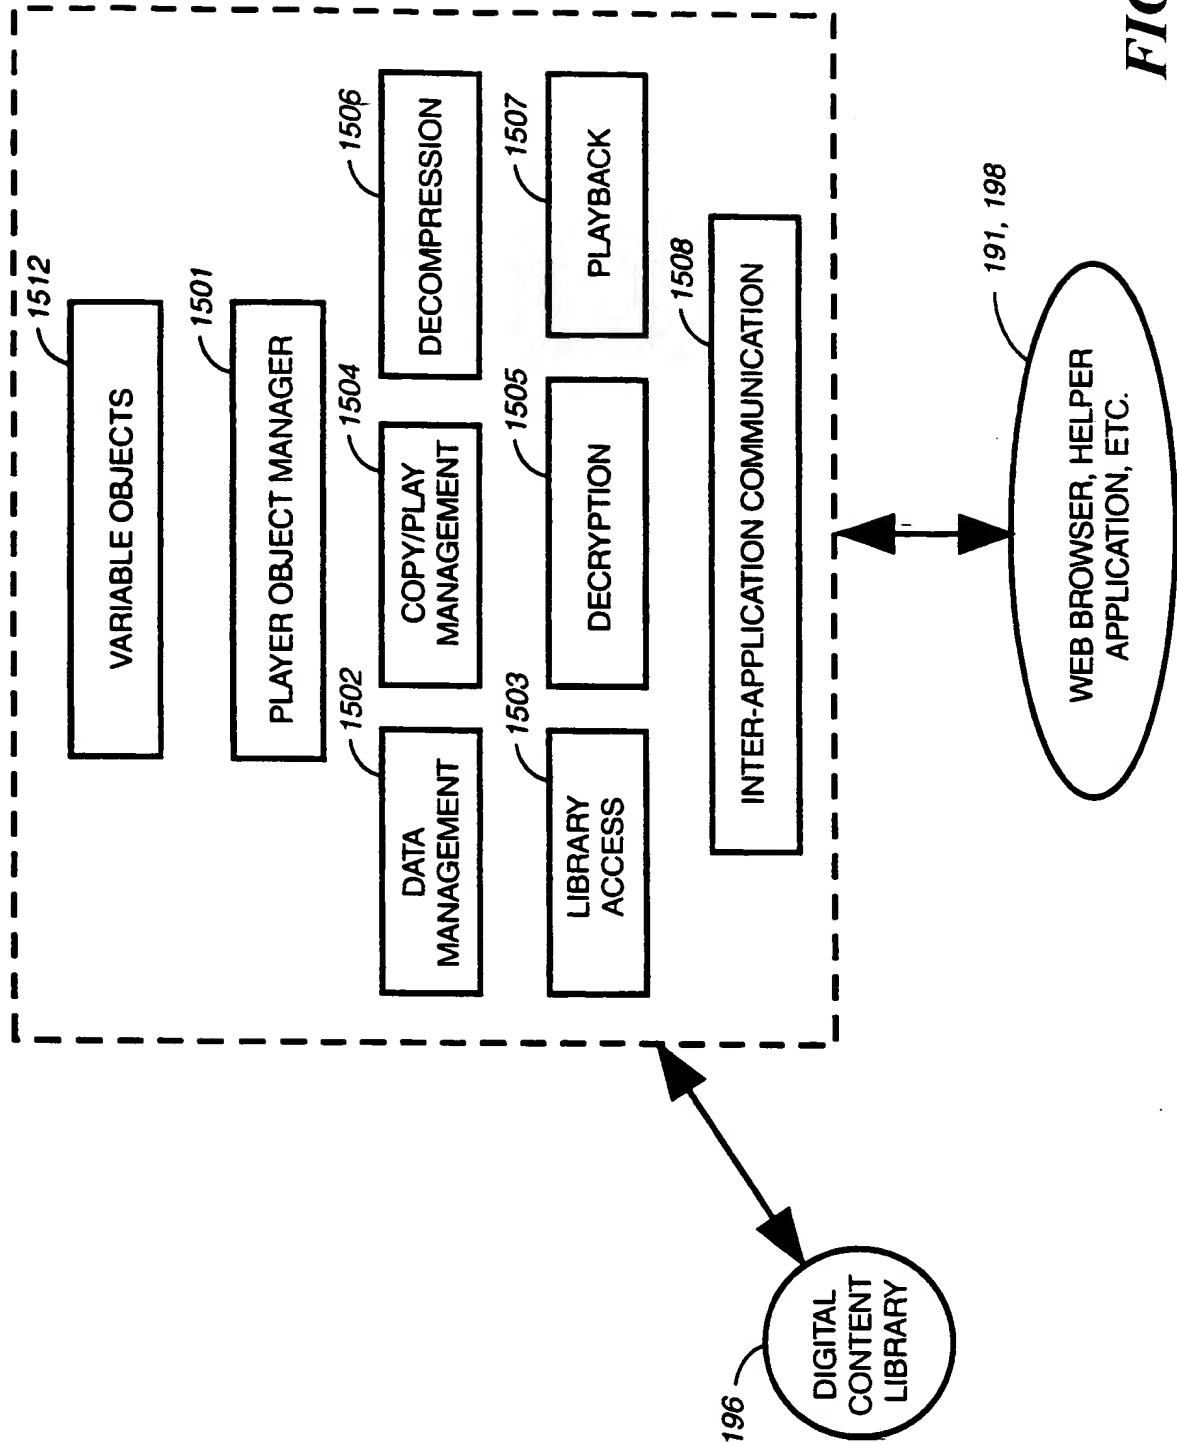 1512
VARIABLE OBJECTS
1501
PLAYER OBJECT MANAGER
1502
DATA
MANAGEMENT
1504
COPY/PLAY
MANAGEMENT
1506
DECOMPRESSION
1503
LIBRARY
ACCESS
1505
DECRYPTION
1507
PLAYBACK
1508
INTER-APPLICATION COMMUNICATION
196
DIGITAL
CONTENT
LIBRARY
191, 198
WEB BROWSER, HELPER
APPLICATION, ETC.